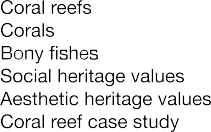 Coral reefs
Corals
Bony fishes
Social heritage values
Aesthetic heritage values
Coral reef case study